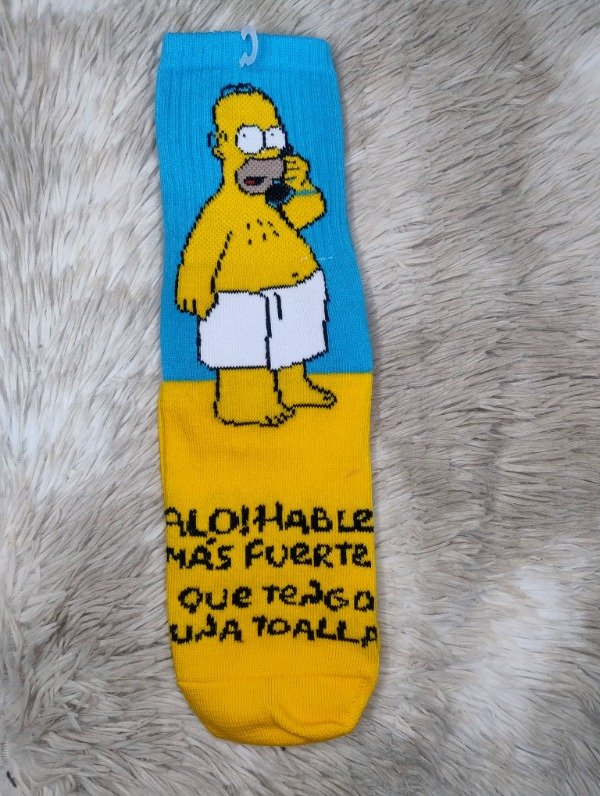 ALO! HABLE
MÁS FUERTE
QUE TENGO
UNA TOALLA